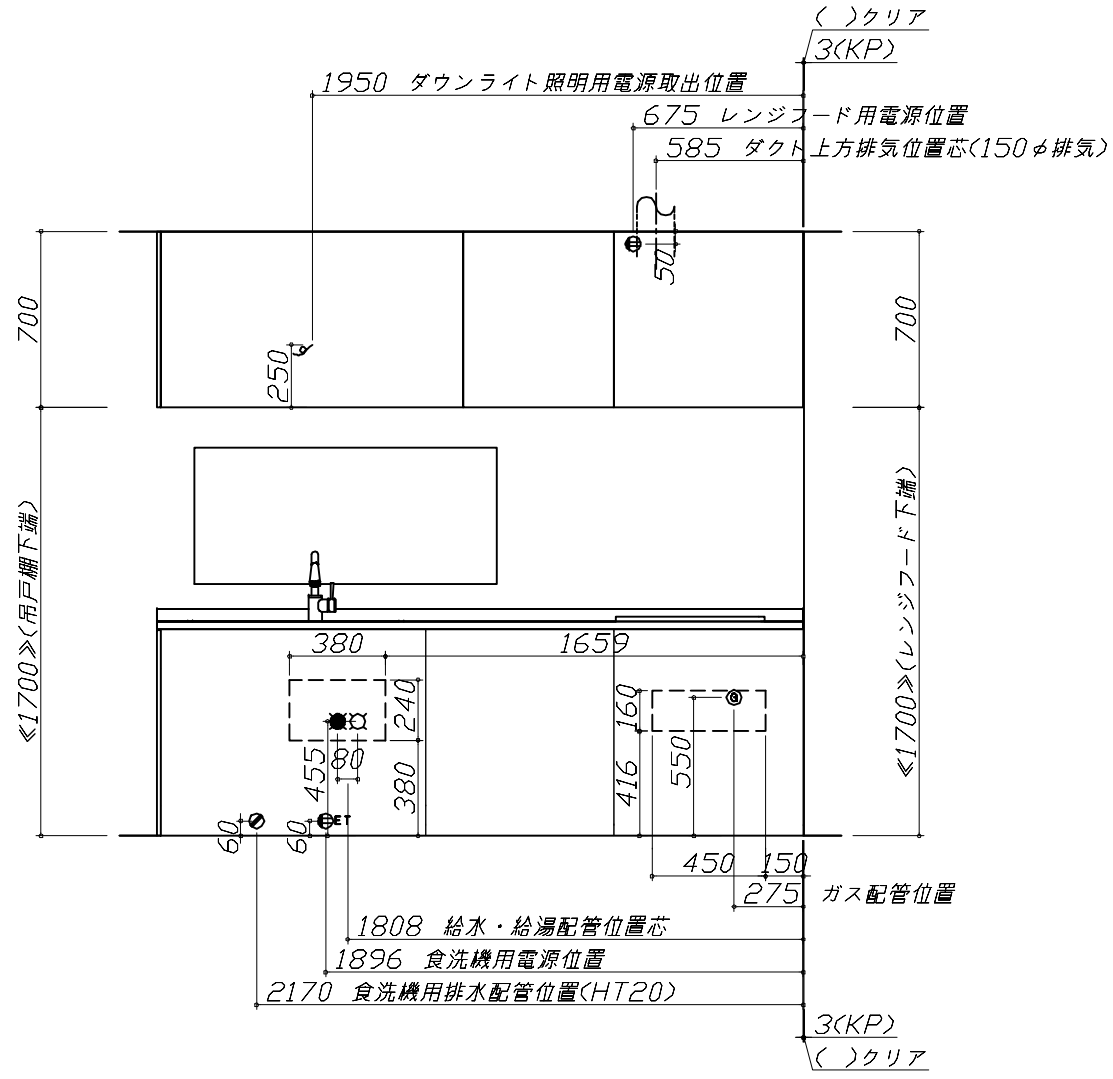 ( )クリア
3(KP)
1950 ダウンライト照明用電源取出位置
675 レンジフード用電源位置
585 ダクト上方排気位置芯(150φ排気)
50
700
700
250
≪1700≫(吊戸棚下端)
≪1700≫(レンジフード下端)
380
1659
240
160
G
455
80
380
416
550
60
60
ET
450
150
275 ガス配管位置
1808 給水・給湯配管位置芯
1896 食洗機用電源位置
2170 食洗機用排水配管位置(HT20)
3(KP)
( )クリア